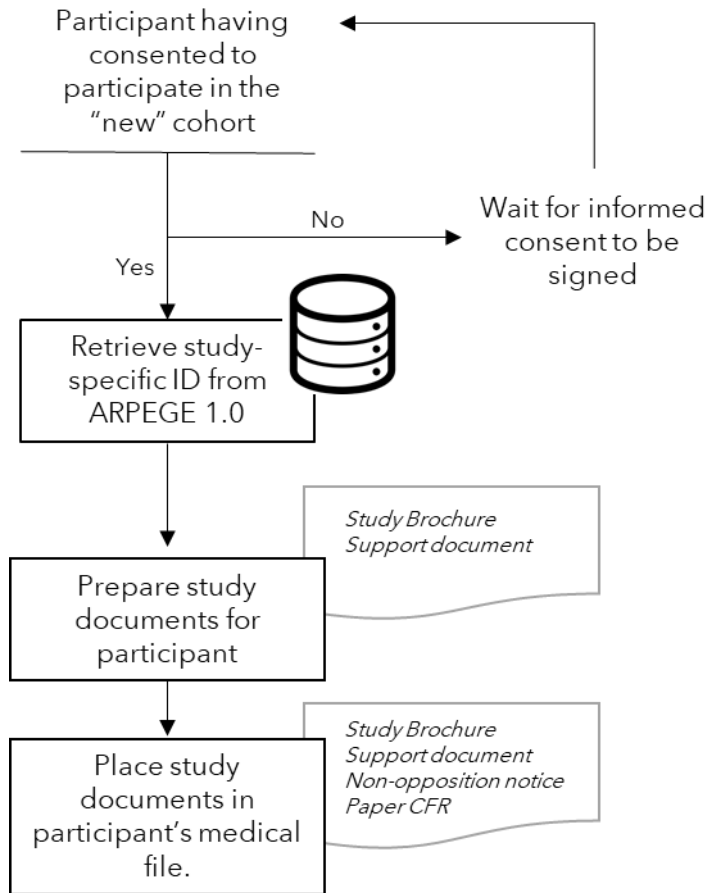 Participant having
consented to
participate in the
“new” cohort
No
Wait for informed
consent to be
signed
Yes
Retrieve study-
specific ID from
ARPEGE 1.0
Study Brochure
Support document
Prepare study
documents for
participant
Study Brochure
Support document
Non-opposition notice
Paper CFR
Place study
documents in
participant’s medical
file.